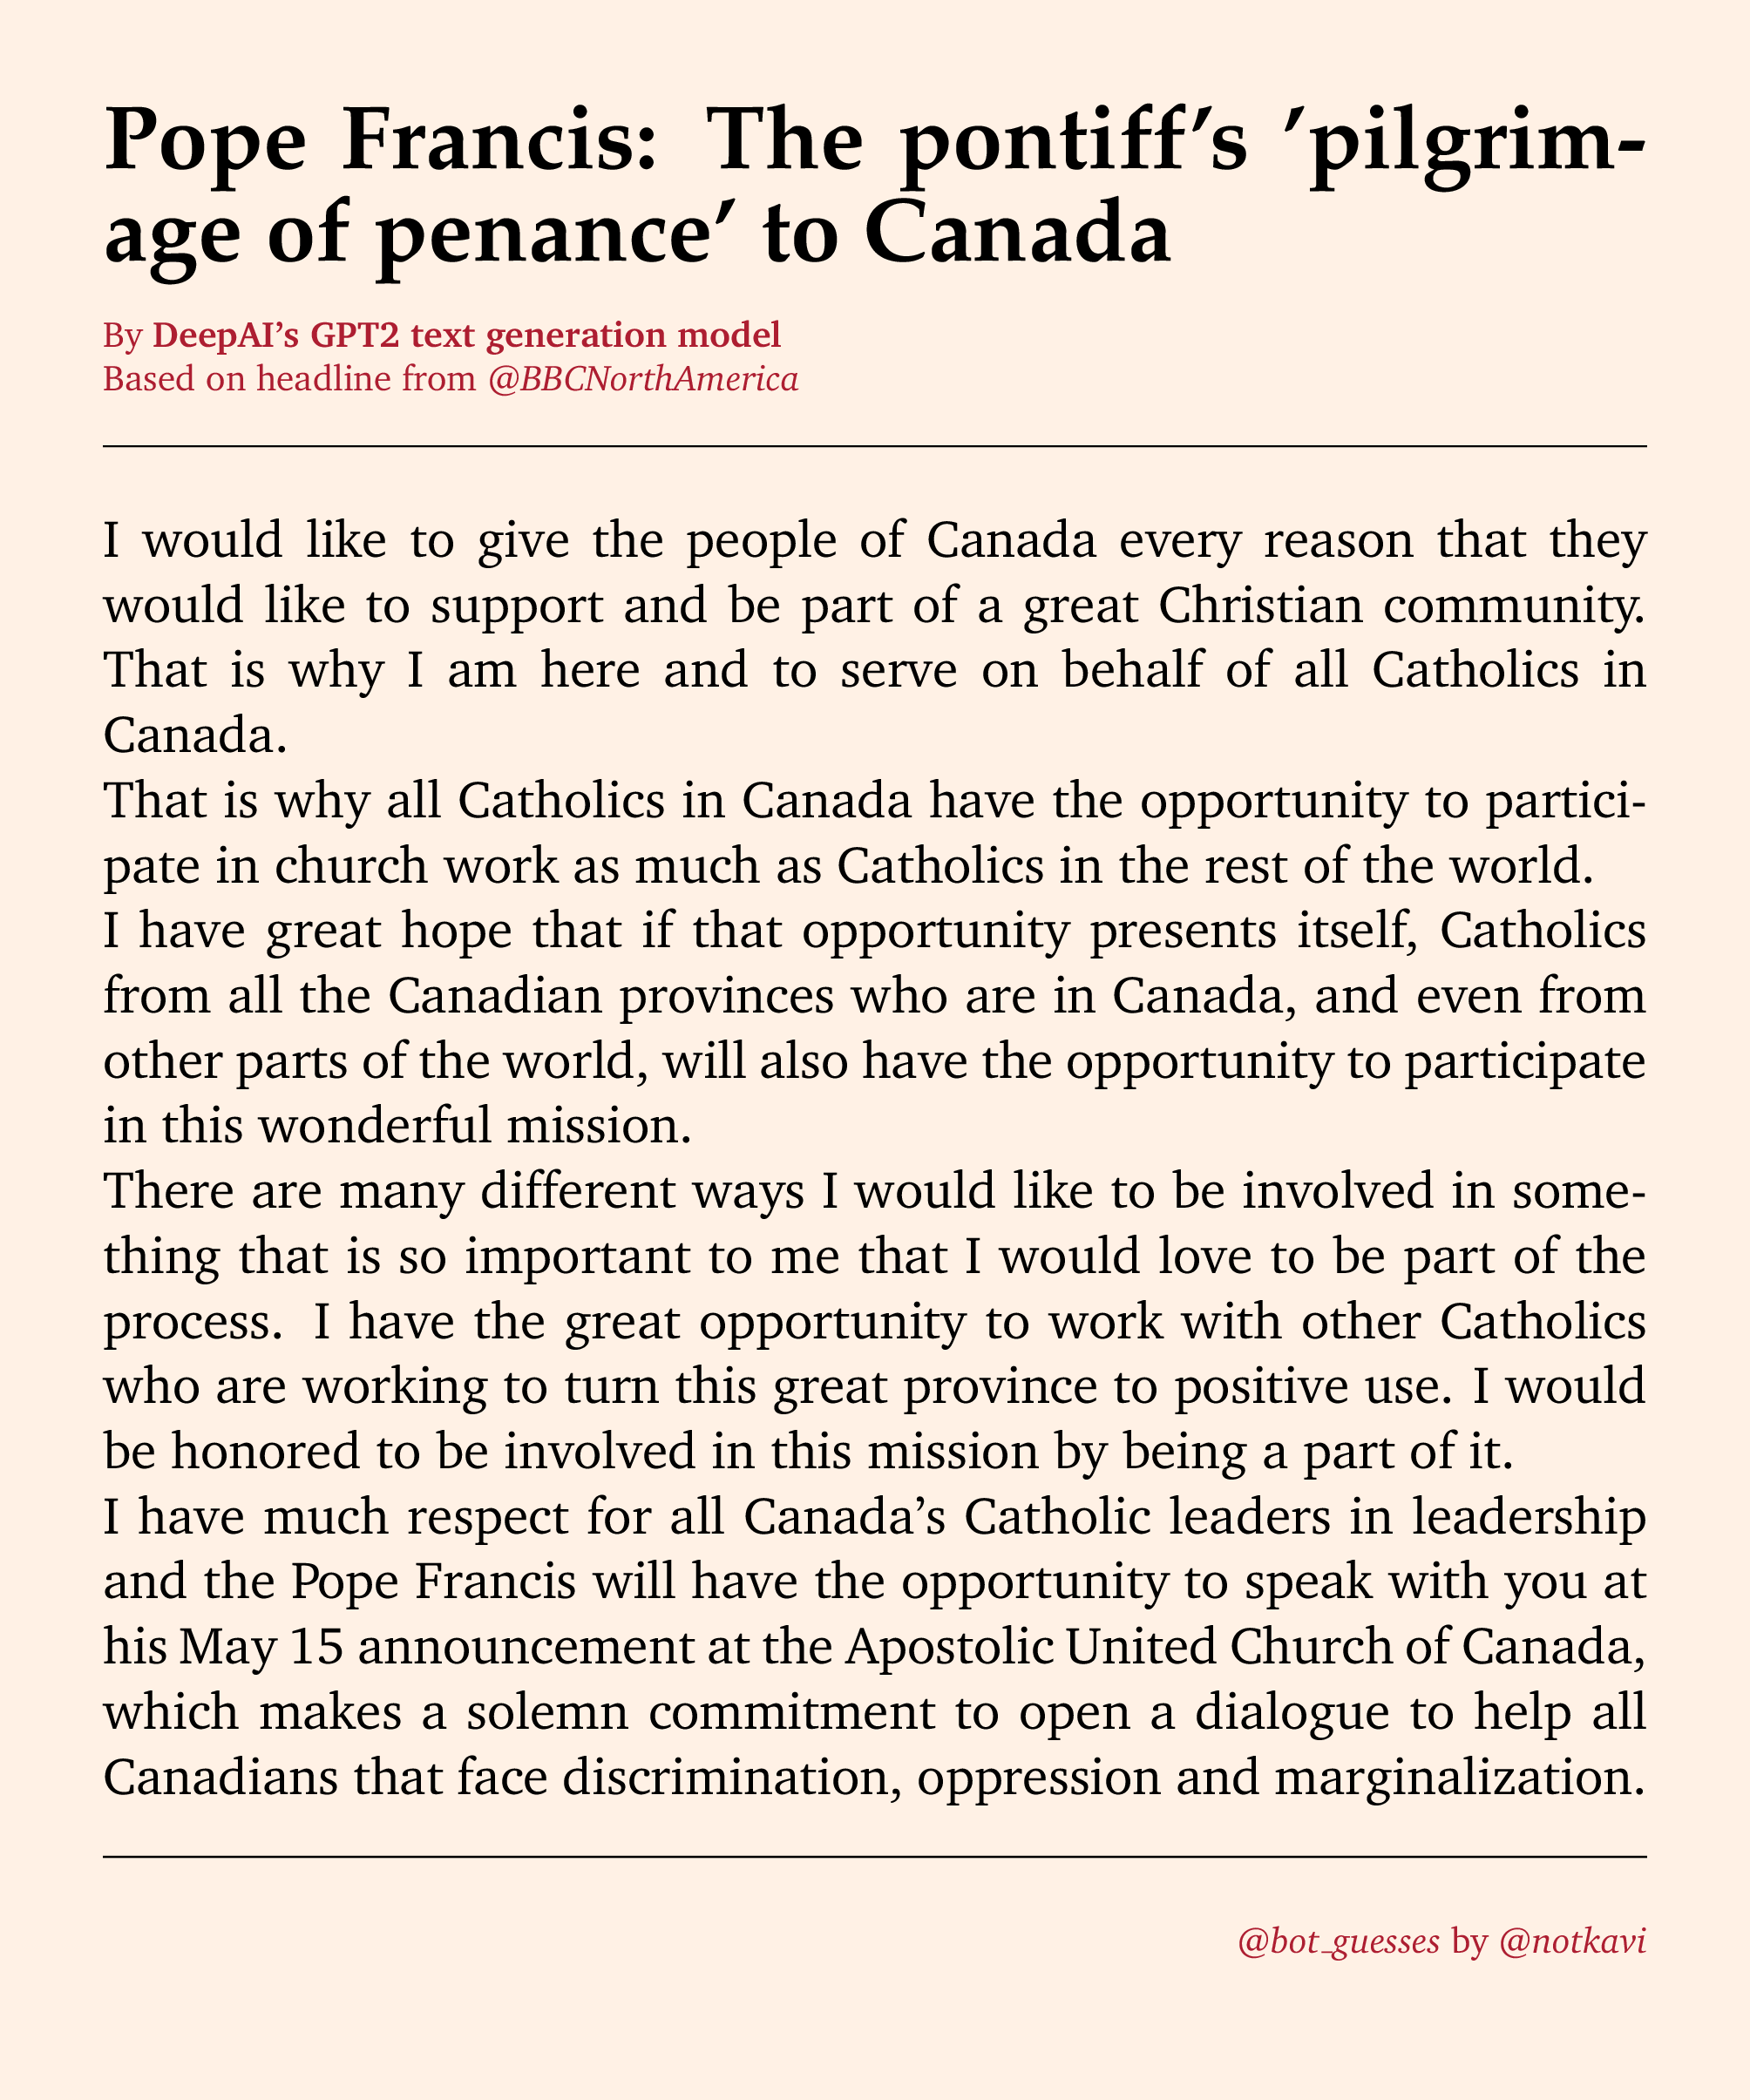 Pope Francis: The pontiff’s ’pilgrim-
age of penance’ to Canada
By DeepAI’s GPT2 text generation model
Based on headline from @BBCNorthAmerica
I would like to give the people of Canada every reason that they
would like to support and be part of a great Christian community.
That is why I am here and to serve on behalf of all Catholics in
Canada.
That is why all Catholics in Canada have the opportunity to partici-
pate in church work as much as Catholics in the rest of the world.
I have great hope that if that opportunity presents itself, Catholics
from all the Canadian provinces who are in Canada, and even from
other parts of the world, will also have the opportunity to participate
in this wonderful mission.
There are many different ways I would like to be involved in some-
thing that is so important to me that I would love to be part of the
process. I have the great opportunity to work with other Catholics
who are working to turn this great province to positive use. I would
be honored to be involved in this mission by being a part of it.
I have much respect for all Canada’s Catholic leaders in leadership
and the Pope Francis will have the opportunity to speak with you at
his May 15 announcement at the Apostolic United Church of Canada,
which makes a solemn commitment to open a dialogue to help all
Canadians that face discrimination, oppression and marginalization.
@bot_guesses by @notkavi